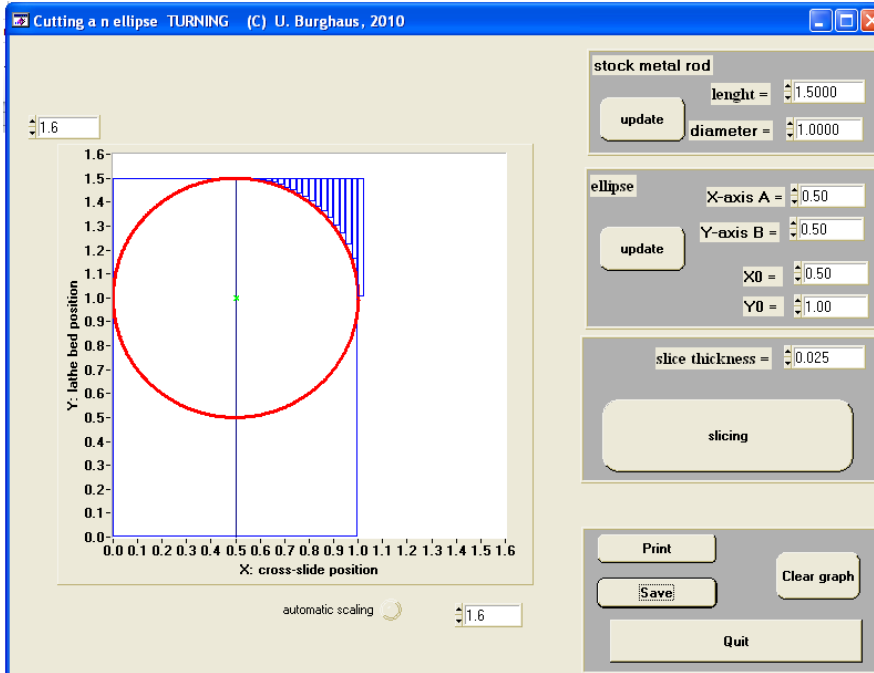 Cutting a n ellipse TURNING (C) U. Burghaus, 2010
stock metal rod
lenght =
1.5000
update
diameter =
1.0000
1.6
ellipse
X-axis A =
0.50
Y-axis B =
0.50
update
X0 =
0.50
Y0 =
1.00
slice thickness =
0.025
slicing
1.6
1.5
1.4
1.3
1.2
1.1
1.0
0.9
0.8
0.7
0.6
0.5
0.4
0.3
0.2
0.1
0.0
Y: lathe bed position
0.0 0.1 0.2 0.3 0.4 0.5 0.6 0.7 0.8 0.9 1.0 1.1 1.2 1.3 1.4 1.5 1.6
X: cross-slide position
automatic scaling
1.6
Print
Save
Clear graph
Quit